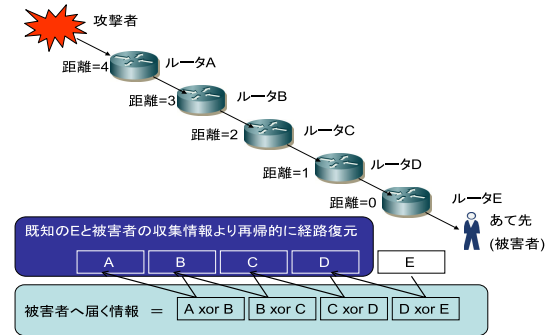 攻撃者
距離=4
ルータA
距離=3
ルータB
距離=2
ルータC
距離=1
ルータD
距離=0
ルータE
あて先
(被害者)
既知のEと被害者の収集情報より再帰的に経路復元
A B C D E
被害者へ届く情報 = A xor B B xor C C xor D D xor E